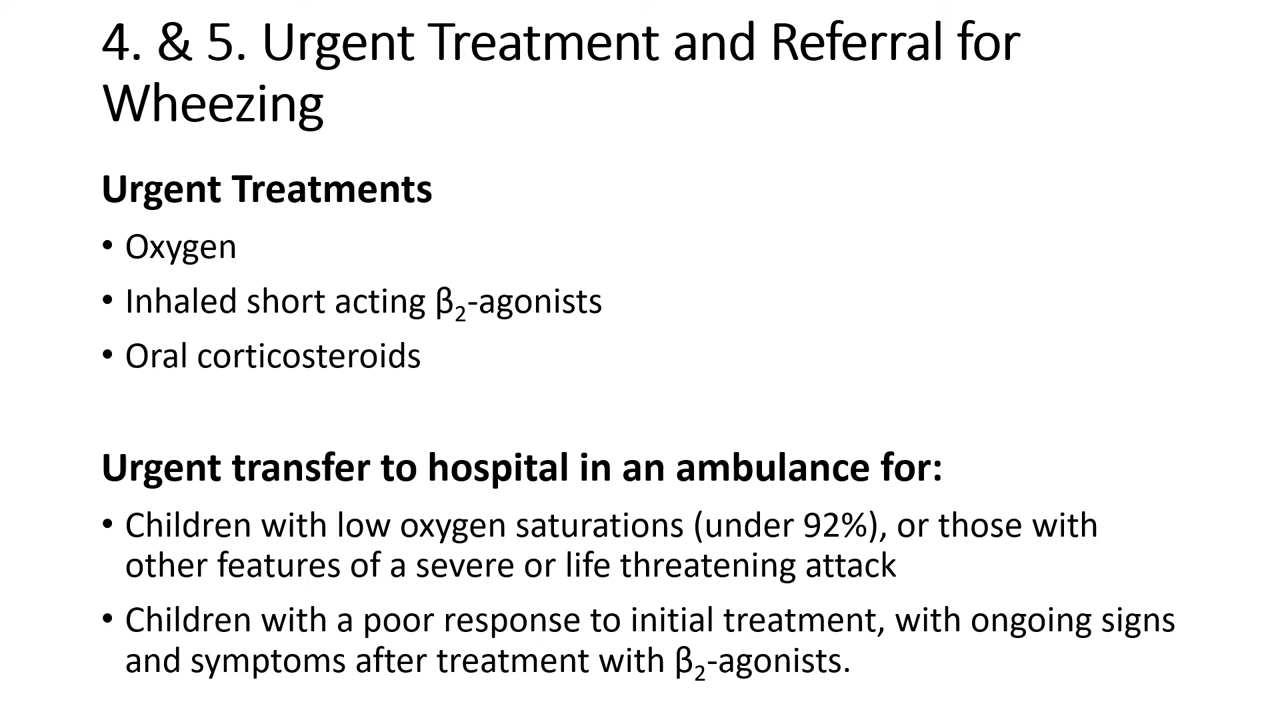 4. & 5. Urgent Treatment and Referral for
Wheezing
Urgent Treatments
• Oxygen
• Inhaled short acting β₂-agonists
• Oral corticosteroids
Urgent transfer to hospital in an ambulance for:
• Children with low oxygen saturations (under 92%), or those with
other features of a severe or life threatening attack
• Children with a poor response to initial treatment, with ongoing signs
and symptoms after treatment with β₂-agonists.